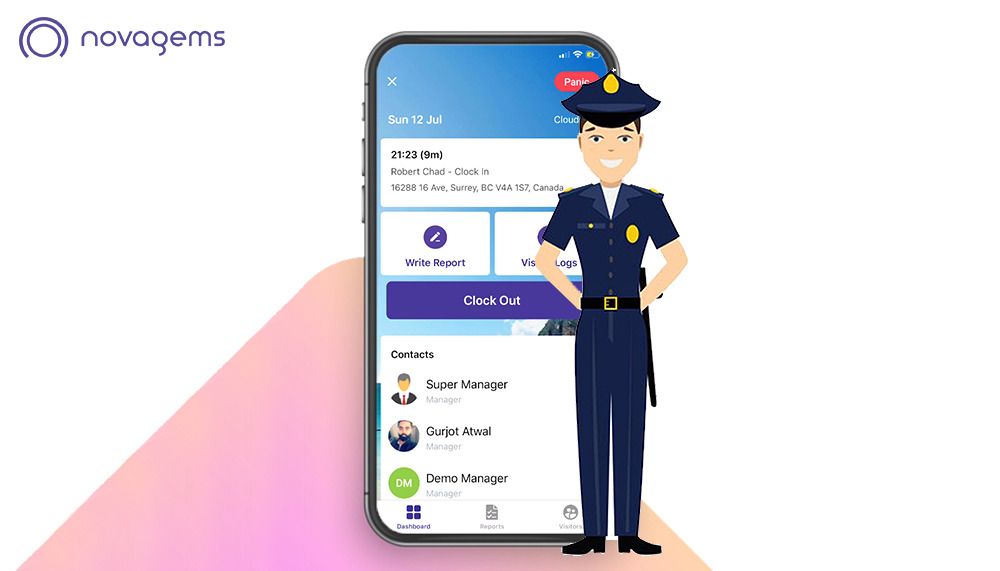 novagems
Panic
Sun 12 Jul
21:23 (9m)
Robert Chad - Clock In
16288 16 Ave, Surrey, BC V4A 1S7, Canada
Write Report
Logs
Clock Out
Contacts
Super Manager
Manager
Gurjot Atwal
Manager
DM
Demo Manager
Manager
Dashboard
Reports
Visitors